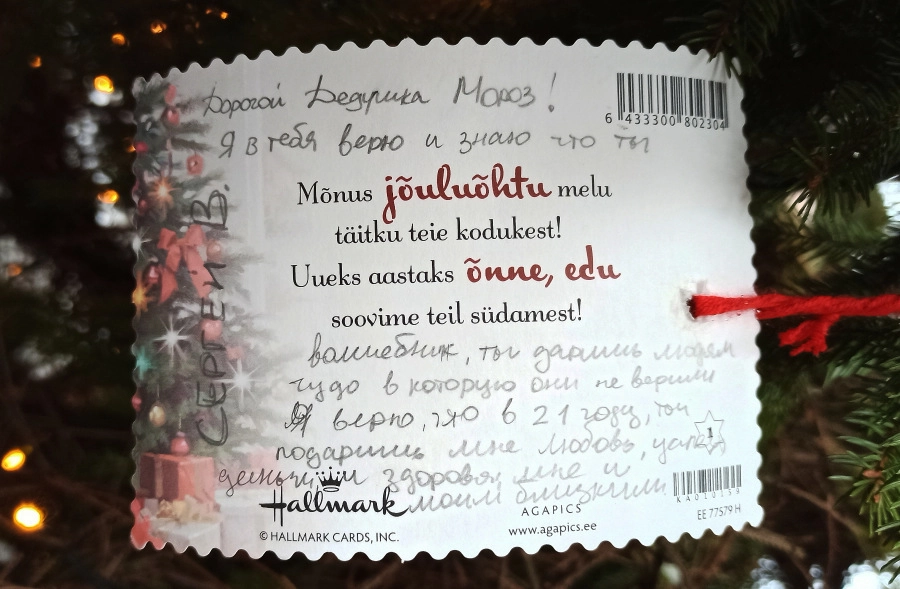 Дорогой Дедушка Мороз!
6 433300 802304
Я в тебя верю и знаю что ты
Mõnus jõuluõhtu melu
täitku teie kodukest!
Uueks aastaks õnne, edu
soovime teil südamest!
волшебник, ты даришь людям
чудо в которую они не верили
Я верю, что в 21 году, ты
подаришь мне любовь,
1
деньги и здоровья мне и
моим близким
СЕРГЕЙ В.
Hallmark
© HALLMARK CARDS, INC.
AGAPICS
www.agapics.ee
KA010159
EE 77579 H